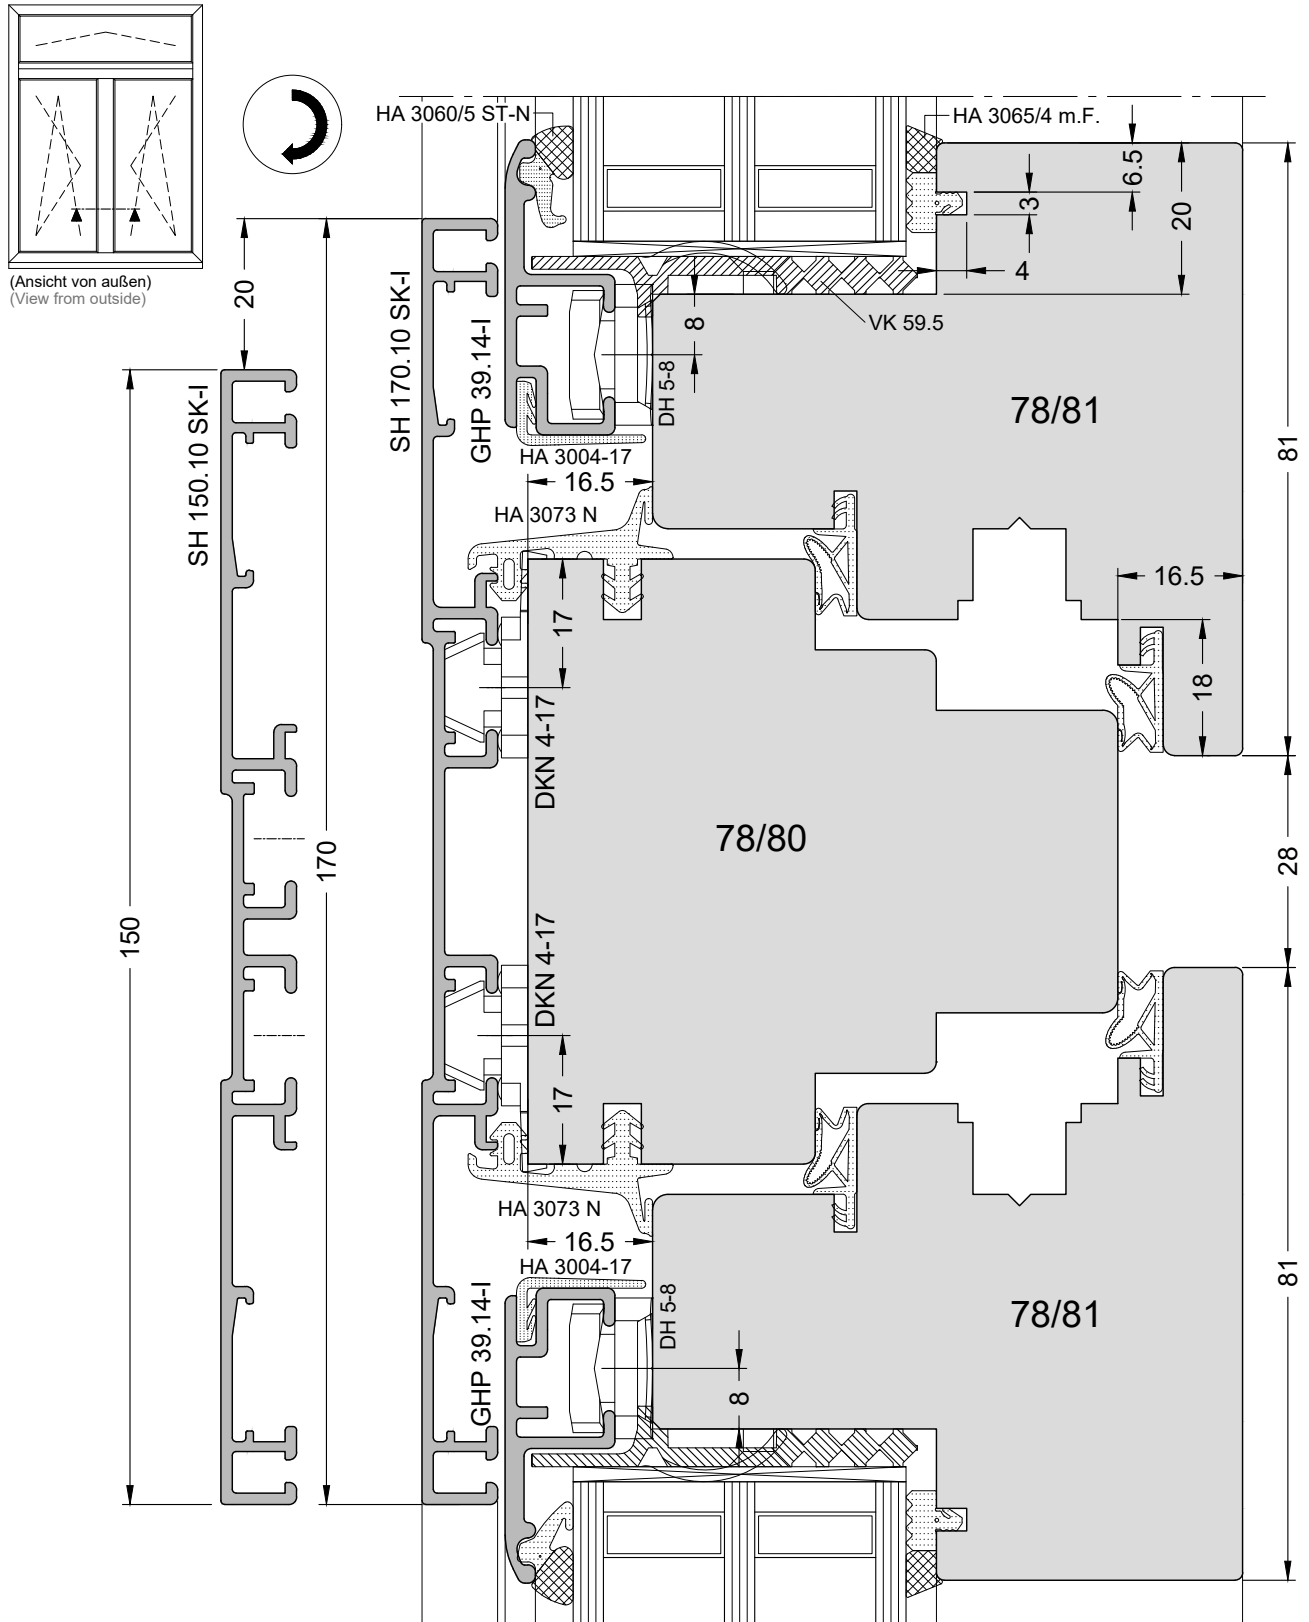 HA 3060/5 ST-N
HA 3065/4 m.F.
6.5
3
20
4
(Ansicht von außen)
(View from outside)
20
SH 170.10 SK-I
GHP 39.14-I
8
VK 59.5
DH 5-8
78/81
81
SH 150.10 SK-I
HA 3004-17
16.5
HA 3073 N
16.5
17
18
DKN 4-17
78/80
28
170
150
DKN 4-17
17
HA 3073 N
16.5
HA 3004-17
GHP 39.14-I
DH 5-8
78/81
81
8